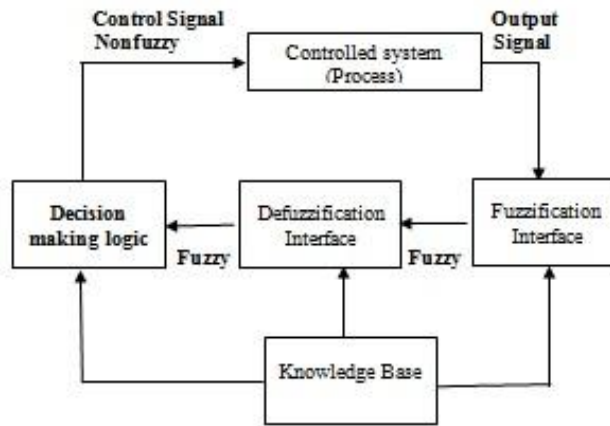 Control Signal
Nonfuzzy
Output
Signal
Controlled system
(Process)
Decision
making logic
Fuzzy
Defuzzification
Interface
Fuzzy
Fuzzification
Interface
Knowledge Base